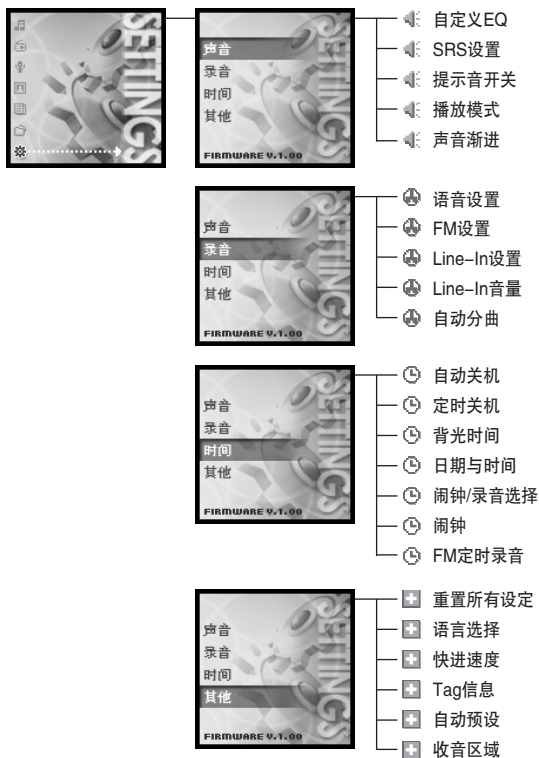 SETTINGS
SETTINGS
声音
录音
时间
其他
FIRMWARE V.1.00
自定义EQ
SRS设置
提示音开关
播放模式
声音渐进
SETTINGS
声音
录音
时间
其他
FIRMWARE V.1.00
语音设置
FM设置
Line-In设置
Line-In音量
自动分曲
SETTINGS
声音
录音
时间
其他
FIRMWARE V.1.00
自动关机
定时关机
背光时间
日期与时间
闹钟/录音选择
闹钟
FM定时录音
SETTINGS
声音
录音
时间
其他
FIRMWARE V.1.00
重置所有设定
语言选择
快进速度
Tag信息
自动预设
收音区域